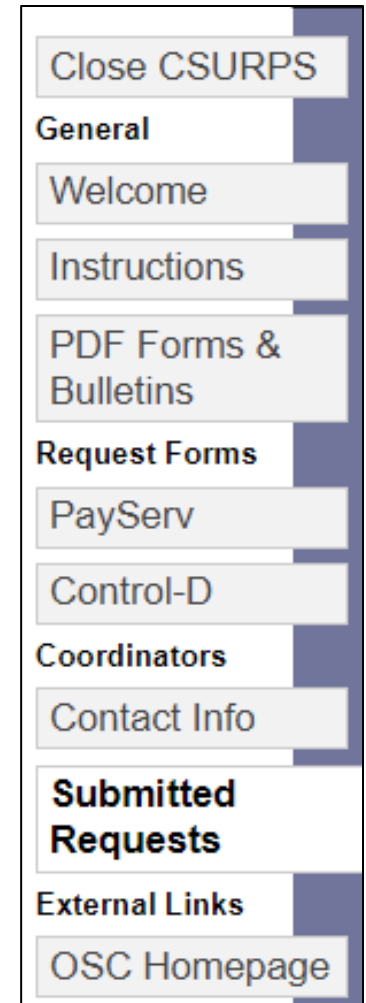 Close CSURPS
General
Welcome
Instructions
PDF Forms &
Bulletins
Request Forms
PayServ
Control-D
Coordinators
Contact Info
Submitted
Requests
External Links
OSC Homepage